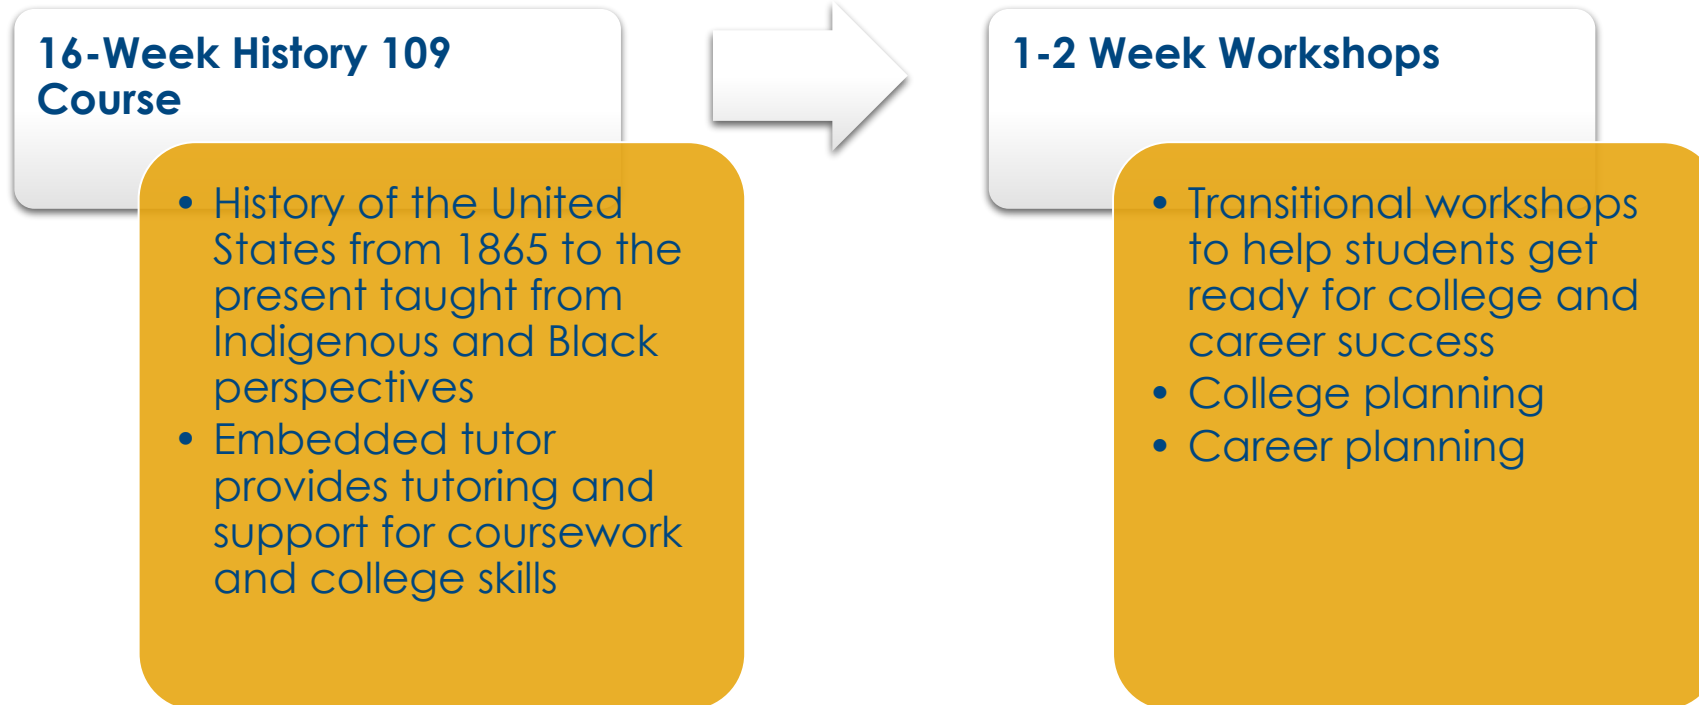 16-Week History 109
Course
• History of the United
States from 1865 to the
present taught from
Indigenous and Black
perspectives
• Embedded tutor
provides tutoring and
support for coursework
and college skills
1-2 Week Workshops
• Transitional workshops
to help students get
ready for college and
career success
• College planning
• Career planning